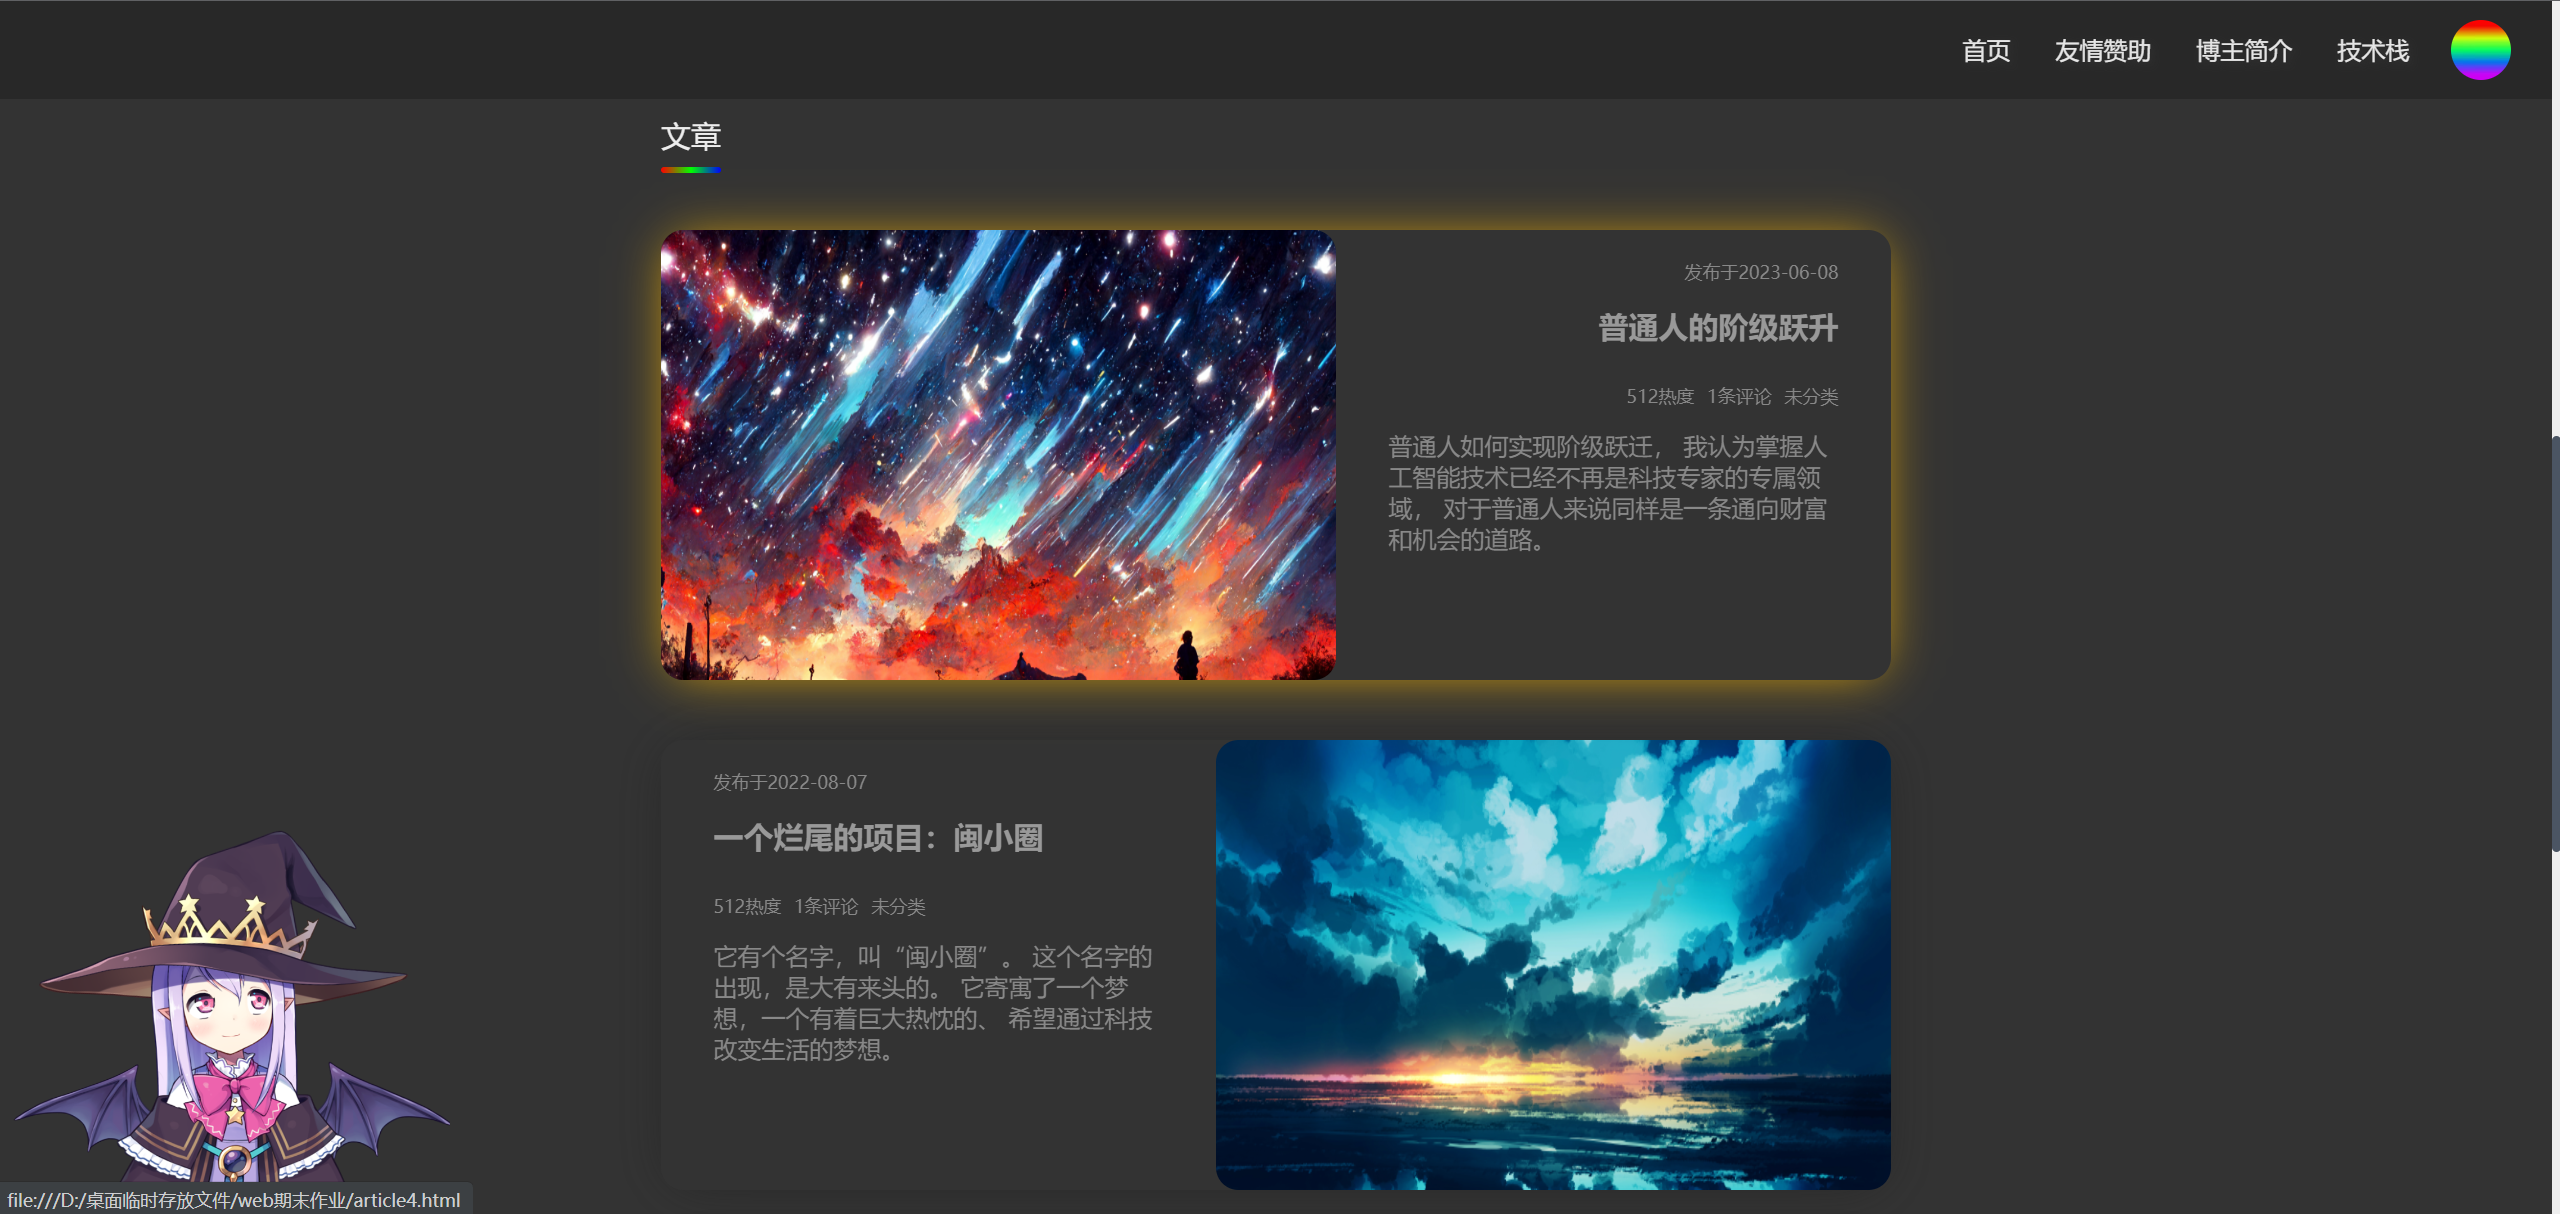 首页 友情赞助 博主简介 技术栈
文章
发布于2023-06-08
普通人的阶级跃升
512热度 1条评论 未分类
普通人如何实现阶级跃迁， 我认为掌握人
工智能技术已经不再是科技专家的专属领
域， 对于普通人来说同样是一条通向财富
和机会的道路。
发布于2022-08-07
一个烂尾的项目：闽小圈
512热度 1条评论 未分类
它有个名字，叫“闽小圈”。 这个名字的
出现，是大有来头的。 它寄寓了一个梦
想，一个有着巨大热忱的、 希望通过科技
改变生活的梦想。
file:///D:/桌面临时存放文件/web期末作业/article4.html